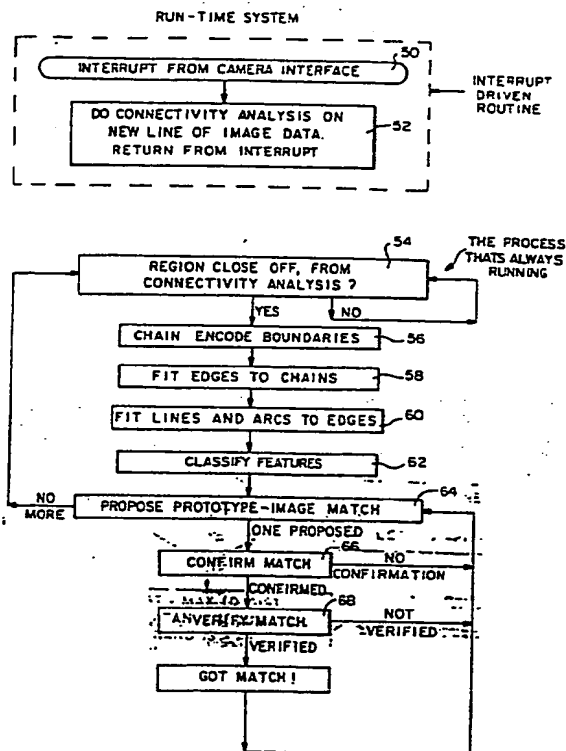 RUN-TIME SYSTEM
50
INTERRUPT FROM CAMERA INTERFACE
INTERRUPT
DRIVEN
ROUTINE
DO CONNECTIVITY ANALYSIS ON
NEW LINE OF IMAGE DATA.
RETURN FROM INTERRUPT
52
54
THE PROCESS
THATS ALWAYS
RUNNING
REGION CLOSE OFF, FROM
CONNECTIVITY ANALYSIS ?
YES
NO
CHAIN ENCODE BOUNDARIES
56
FIT EDGES TO CHAINS
58
FIT LINES AND ARCS TO EDGES
60
CLASSIFY FEATURES
62
64
NO
MORE
PROPOSE PROTOTYPE-IMAGE MATCH
ONE PROPOSED
66
CONFIRM MATCH
NO
CONFIRMATION
CONFIRMED
68
MATCH
NOT
VERIFIED
VERIFIED
GOT MATCH !